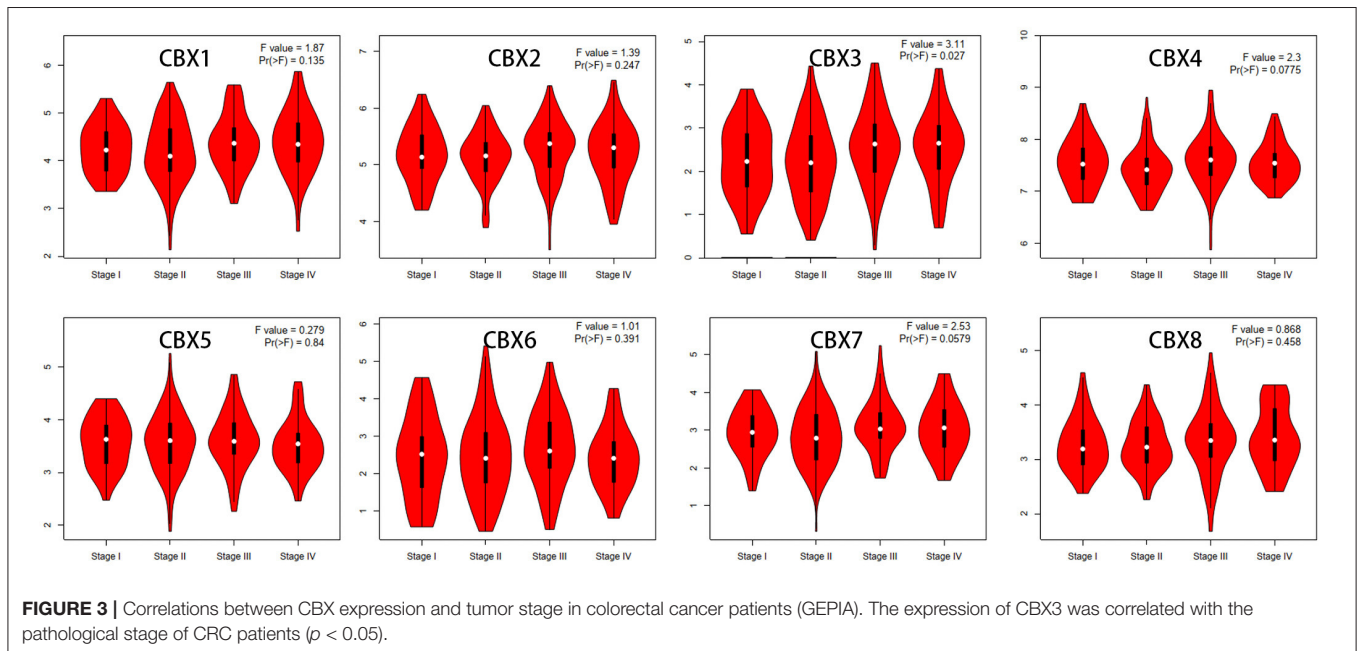 CBX1
F value = 1.87
Pr(>F) = 0.135
6
5
4
3
2
Stage I Stage II Stage III Stage IV
CBX2
F value = 1.39
Pr(>F) = 0.247
7
6
5
4
Stage I Stage II Stage III Stage IV
CBX3
F value = 3.11
Pr(>F) = 0.027
5
4
3
2
1
0
Stage I Stage II Stage III Stage IV
CBX4
F value = 2.3
Pr(>F) = 0.0775
10
9
8
7
6
Stage I Stage II Stage III Stage IV
CBX5
F value = 0.279
Pr(>F) = 0.84
5
4
3
2
Stage I Stage II Stage III Stage IV
CBX6
F value = 1.01
Pr(>F) = 0.391
6
5
4
3
2
1
Stage I Stage II Stage III Stage IV
CBX7
F value = 2.53
Pr(>F) = 0.0579
5
4
3
2
1
Stage I Stage II Stage III Stage IV
CBX8
F value = 0.868
Pr(>F) = 0.458
5
4
3
2
Stage I Stage II Stage III Stage IV
FIGURE 3 | Correlations between CBX expression and tumor stage in colorectal cancer patients (GEPIA). The expression of CBX3 was correlated with the
pathological stage of CRC patients (p < 0.05).